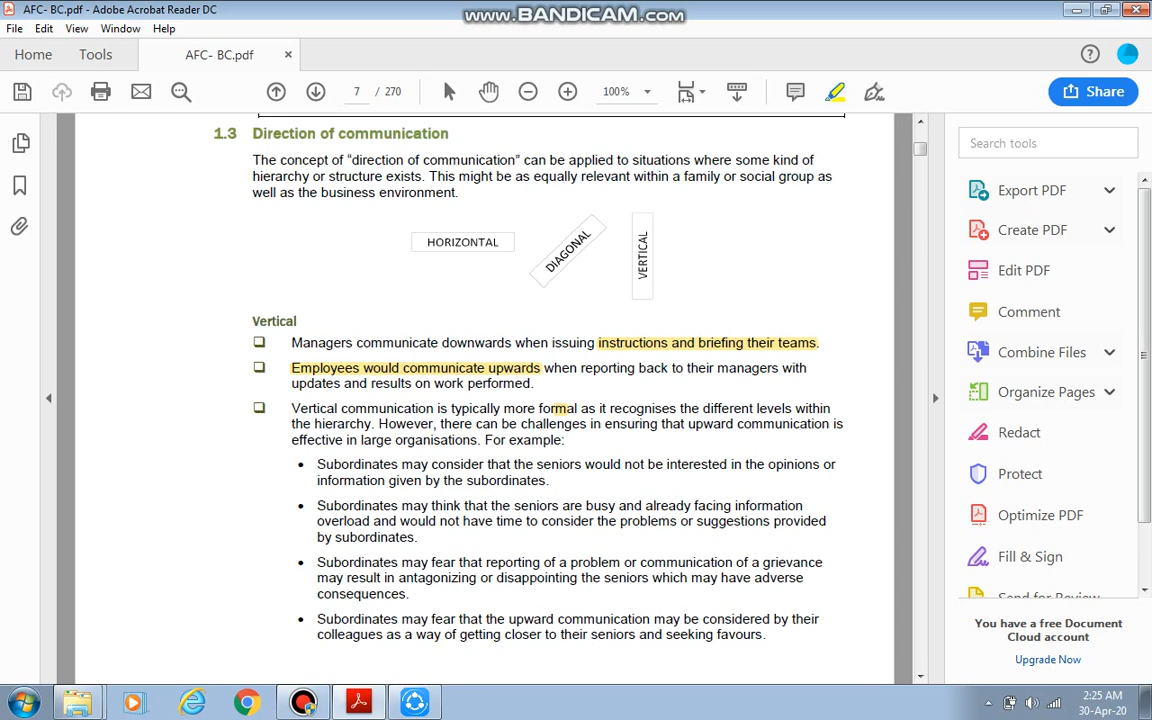 AFC- BC.pdf - Adobe Acrobat Reader DC
www.BANDICAM.com
File Edit View Window Help
Home Tools AFC- BC.pdf ×
7 / 270 100% Share
1.3 Direction of communication
The concept of “direction of communication” can be applied to situations where some kind of
hierarchy or structure exists. This might be as equally relevant within a family or social group as
well as the business environment.
HORIZONTAL
DIAGONAL
VERTICAL
Vertical
Managers communicate downwards when issuing instructions and briefing their teams.
Employees would communicate upwards when reporting back to their managers with
updates and results on work performed.
Vertical communication is typically more formal as it recognises the different levels within
the hierarchy. However, there can be challenges in ensuring that upward communication is
effective in large organisations. For example:
• Subordinates may consider that the seniors would not be interested in the opinions or
information given by the subordinates.
• Subordinates may think that the seniors are busy and already facing information
overload and would not have time to consider the problems or suggestions provided
by subordinates.
• Subordinates may fear that reporting of a problem or communication of a grievance
may result in antagonizing or disappointing the seniors which may have adverse
consequences.
• Subordinates may fear that the upward communication may be considered by their
colleagues as a way of getting closer to their seniors and seeking favours.
Search tools
Export PDF
Create PDF
Edit PDF
Comment
Combine Files
Organize Pages
Redact
Protect
Optimize PDF
Fill & Sign
Send for Review
You have a free Document
Cloud account
Upgrade Now
2:25 AM
30-Apr-20